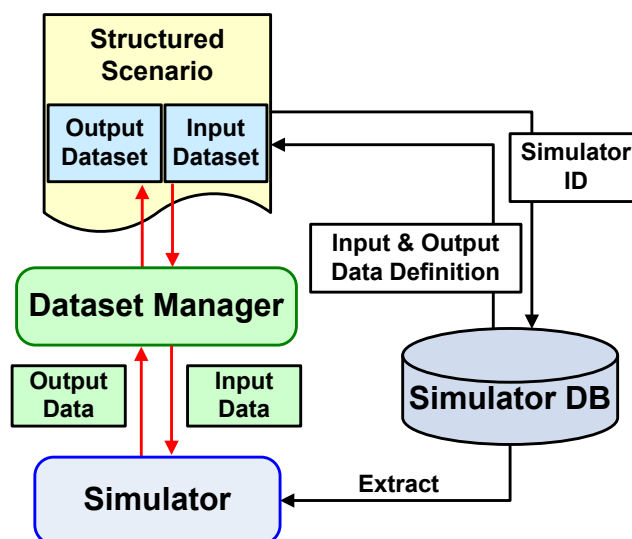 Structured
Scenario
Output
Dataset
Input
Dataset
Simulator
ID
Input & Output
Data Definition
Dataset Manager
Output
Data
Input
Data
Simulator DB
Simulator
Extract